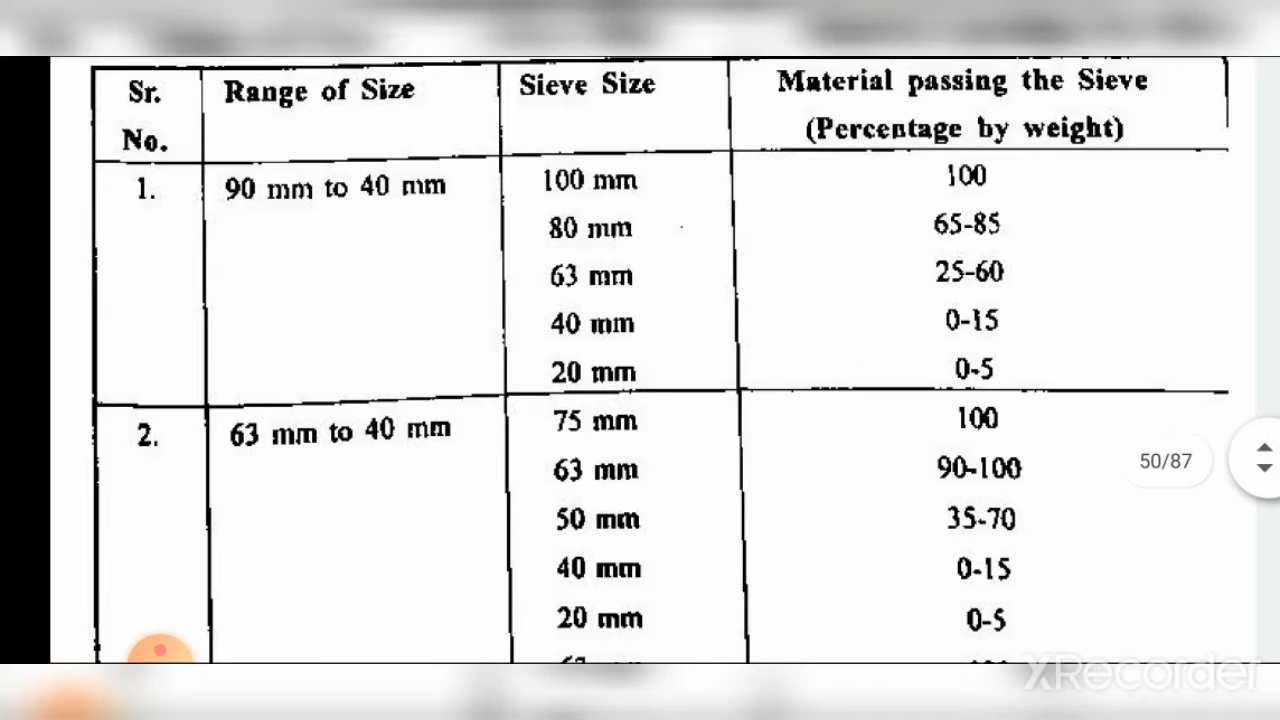 Sr. No. Range of Size Sieve Size Material passing the Sieve (Percentage by weight)
1. 90 mm to 40 mm 100 mm 100
80 mm 65-85
63 mm 25-60
40 mm 0-15
20 mm 0-5
2. 63 mm to 40 mm 75 mm 100
63 mm 90-100
50 mm 35-70
50/87
40 mm 0-15
20 mm 0-5
XRecorder